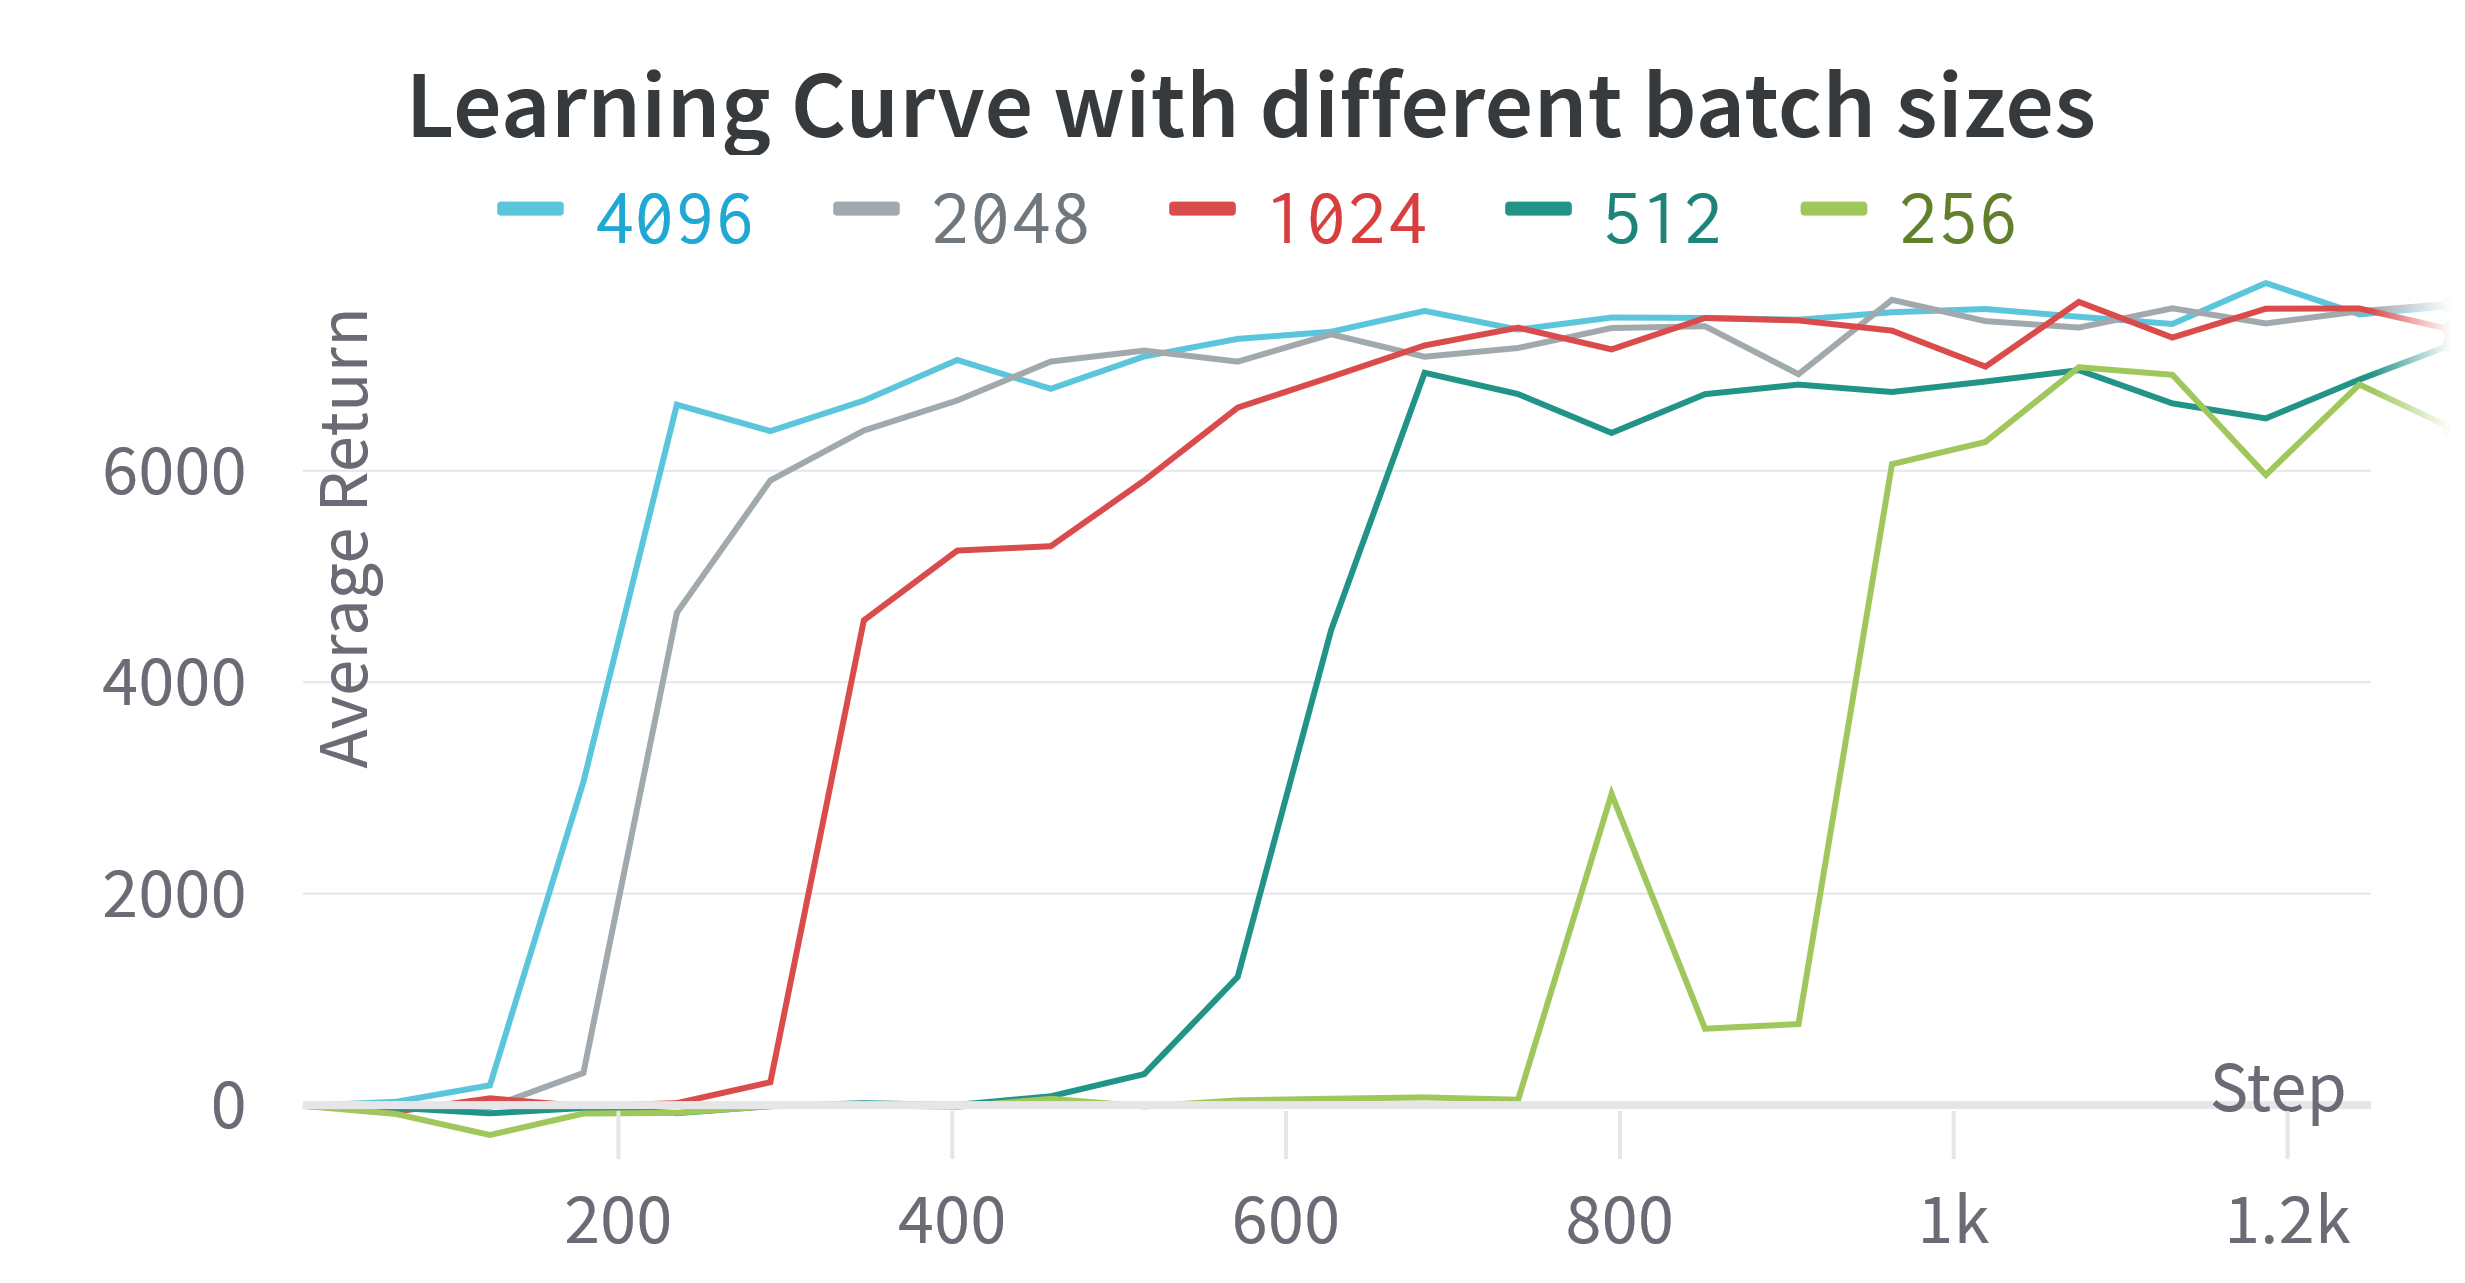 Learning Curve with different batch sizes
4096 2048 1024 512 256
Average Return
6000
4000
2000
0
Step
200 400 600 800 1k 1.2k